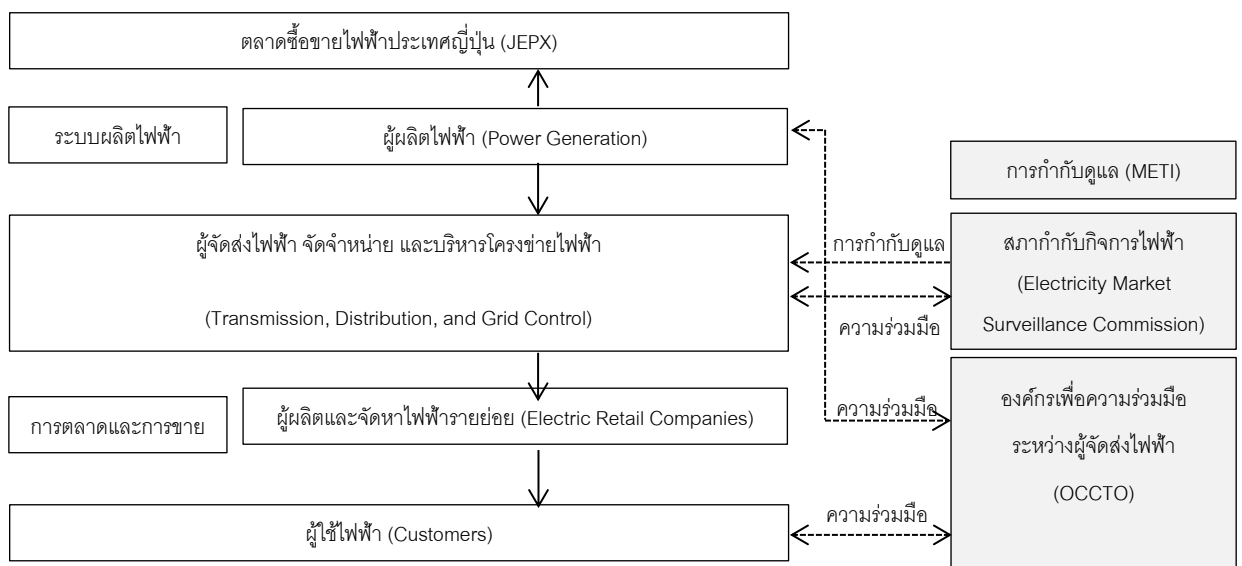 ตลาดซื้อขายไฟฟ้าประเทศญี่ปุ่น (JEPX)
ระบบผลิตไฟฟ้า
ผู้ผลิตไฟฟ้า (Power Generation)
การกำกับดูแล (METI)
ผู้จัดส่งไฟฟ้า จัดจำหน่าย และบริหารโครงข่ายไฟฟ้า
(Transmission, Distribution, and Grid Control)
การกำกับดูแล
ความร่วมมือ
สภากำกับกิจการไฟฟ้า
(Electricity Market
Surveillance Commission)
การตลาดและการขาย
ผู้ผลิตและจัดหาไฟฟ้ารายย่อย (Electric Retail Companies)
ความร่วมมือ
องค์กรเพื่อความร่วมมือ
ระหว่างผู้จัดส่งไฟฟ้า
(OCCTO)
ผู้ใช้ไฟฟ้า (Customers)
ความร่วมมือ